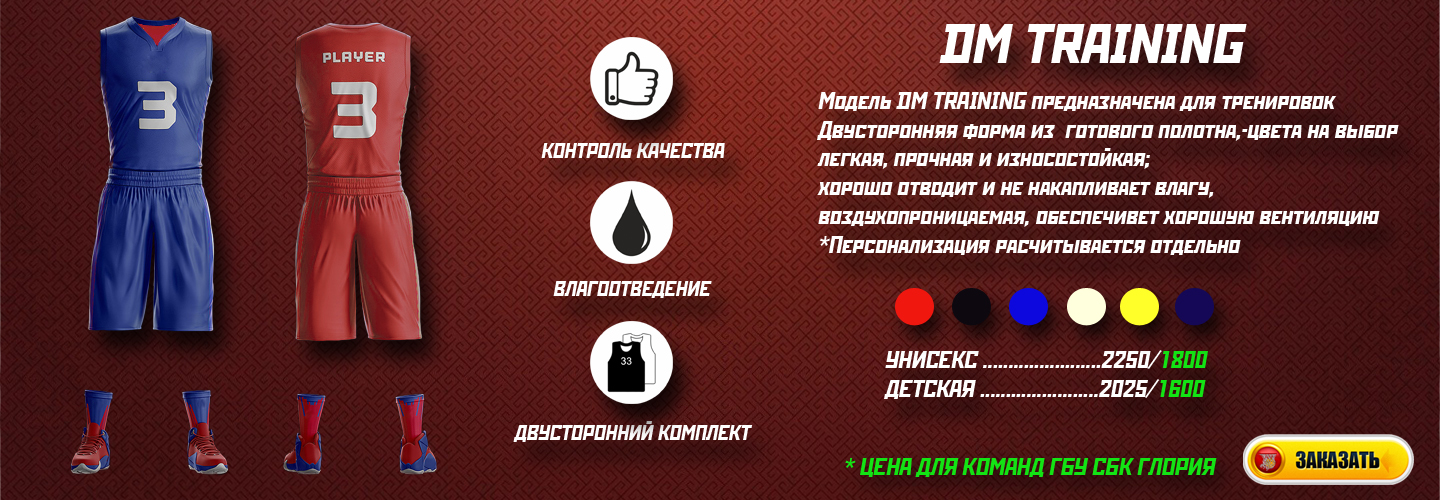 PLAYER
3
3
КОНТРОЛЬ КАЧЕСТВА
ВЛАГООТВЕДЕНИЕ
33
ДВУСТОРОННИЙ КОМПЛЕКТ
DM TRAINING
Модель DM TRAINING предназначена для тренировок
Двусторонняя форма из готового полотна,-цвета на выбор
легкая, прочная и износостойкая;
хорошо отводит и не накапливает влагу,
воздухопроницаемая, обеспечивет хорошую вентиляцию
*Персонализация расчитывается отдельно
УНИСЕКС .......................2250/1800
ДЕТСКАЯ .......................2025/1600
* ЦЕНА ДЛЯ КОМАНД ГБУ СБК ГЛОРИЯ
ЗАКАЗАТЬ